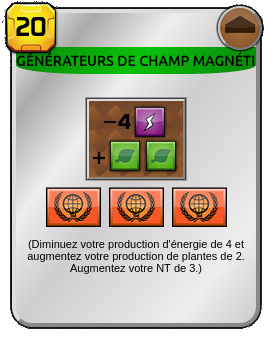 20
GÉNÉRATEURS DE CHAMP MAGNÉTI
−4
+
(Diminuez votre production d'énergie de 4 et
augmentez votre production de plantes de 2.
Augmentez votre NT de 3.)